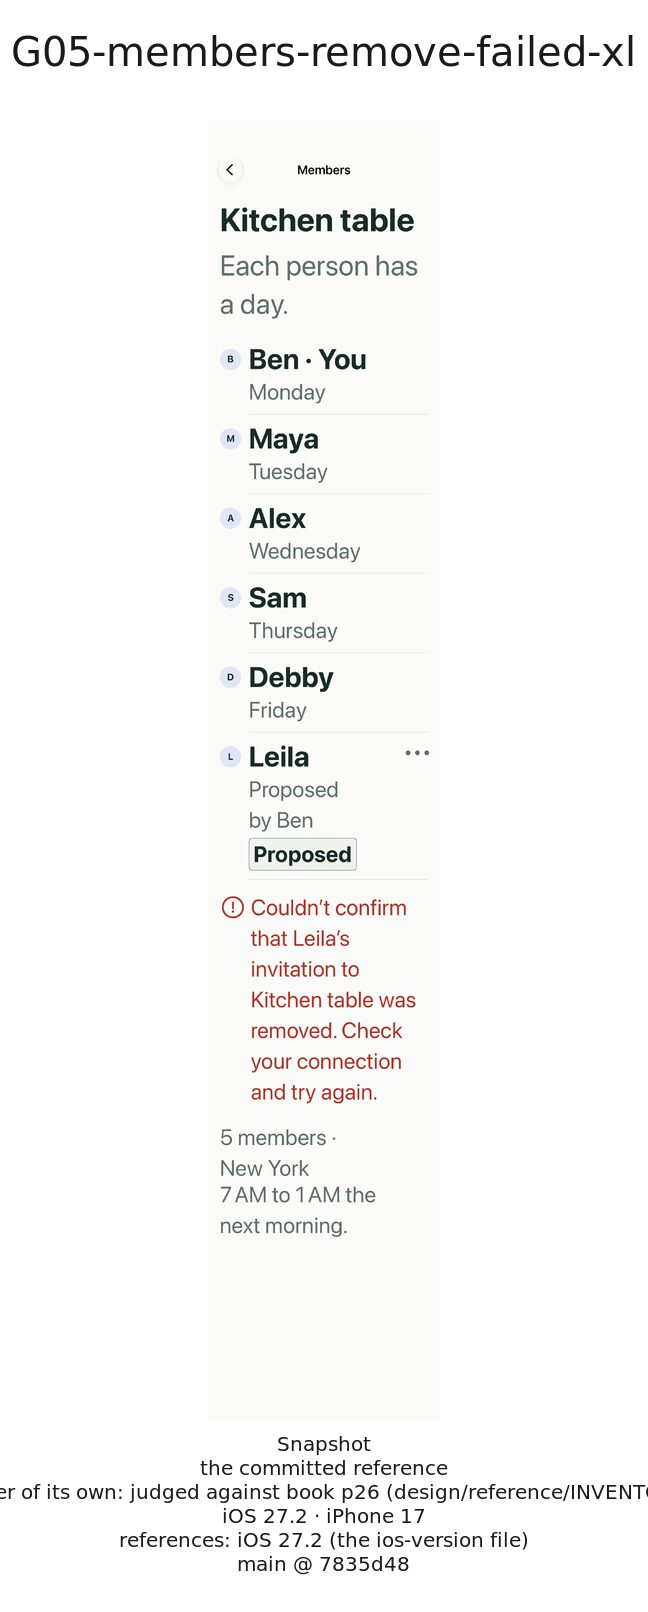 G05-members-remove-failed-xl
Members
Kitchen table
Each person has
a day.
B
Ben · You
Monday
M
Maya
Tuesday
A
Alex
Wednesday
S
Sam
Thursday
D
Debby
Friday
L
Leila
Proposed
by Ben
Proposed
Couldn’t confirm
that Leila’s
invitation to
Kitchen table was
removed. Check
your connection
and try again.
5 members ·
New York
7 AM to 1 AM the
next morning.
Snapshot
the committed reference
of its own: judged against book p26 (design/reference/
iOS 27.2 · iPhone 17
references: iOS 27.2 (the ios-version file)
main @ 7835d48